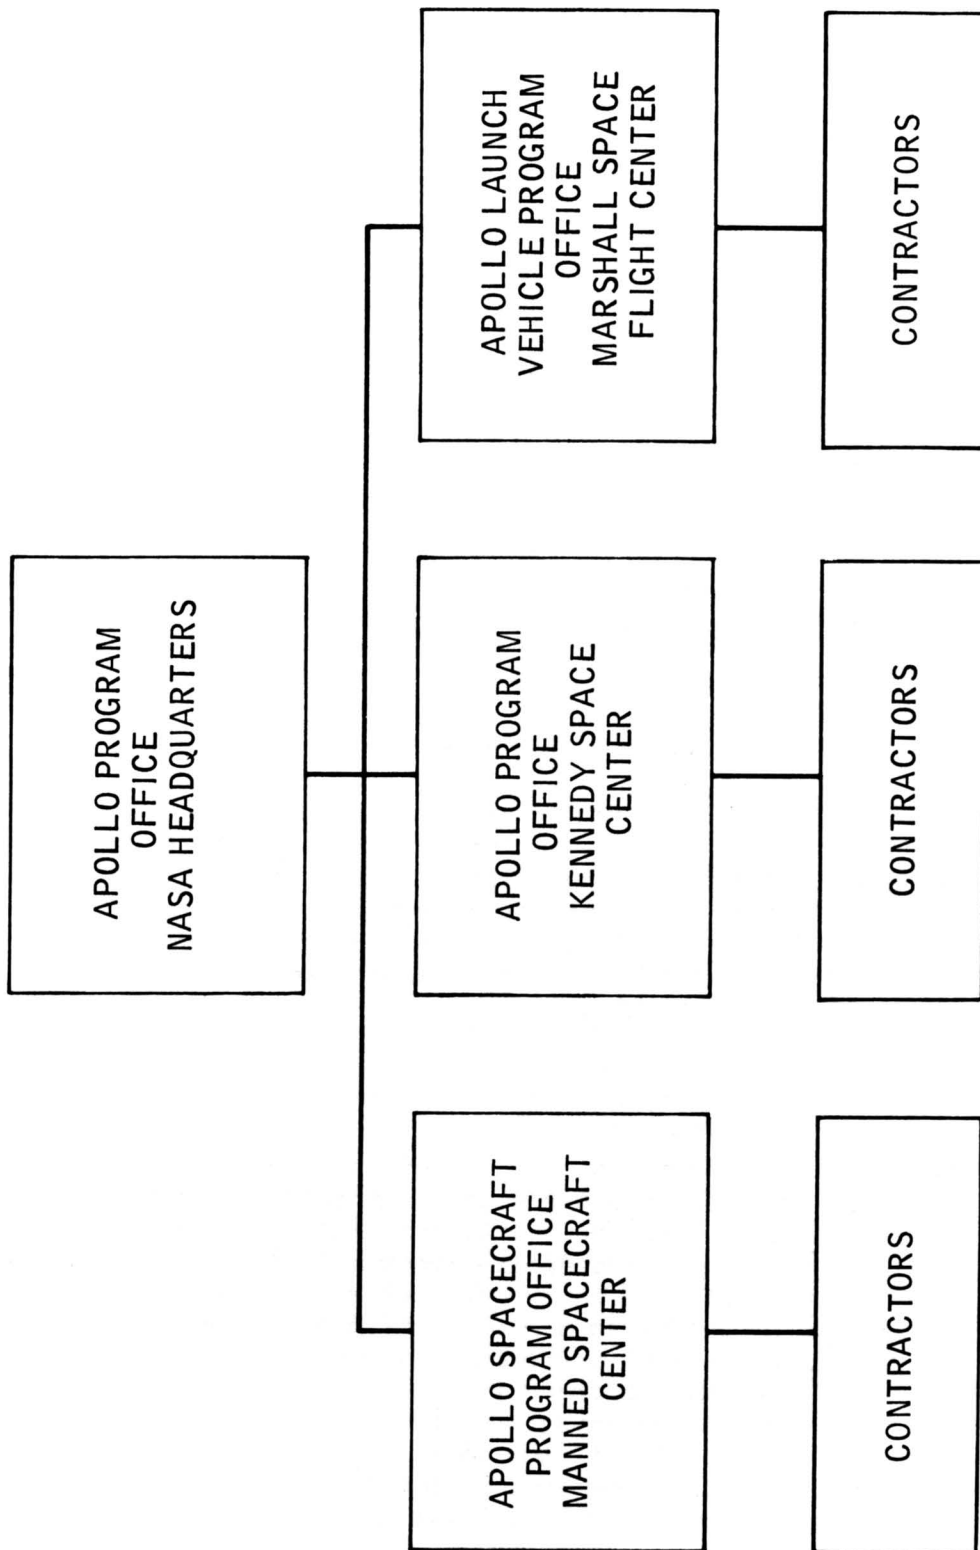 APOLLO PROGRAM
OFFICE
NASA HEADQUARTERS
APOLLO SPACECRAFT
PROGRAM OFFICE
MANNED SPACECRAFT
CENTER
APOLLO PROGRAM
OFFICE
KENNEDY SPACE
CENTER
APOLLO LAUNCH
VEHICLE PROGRAM
OFFICE
MARSHALL SPACE
FLIGHT CENTER
CONTRACTORS
CONTRACTORS
CONTRACTORS